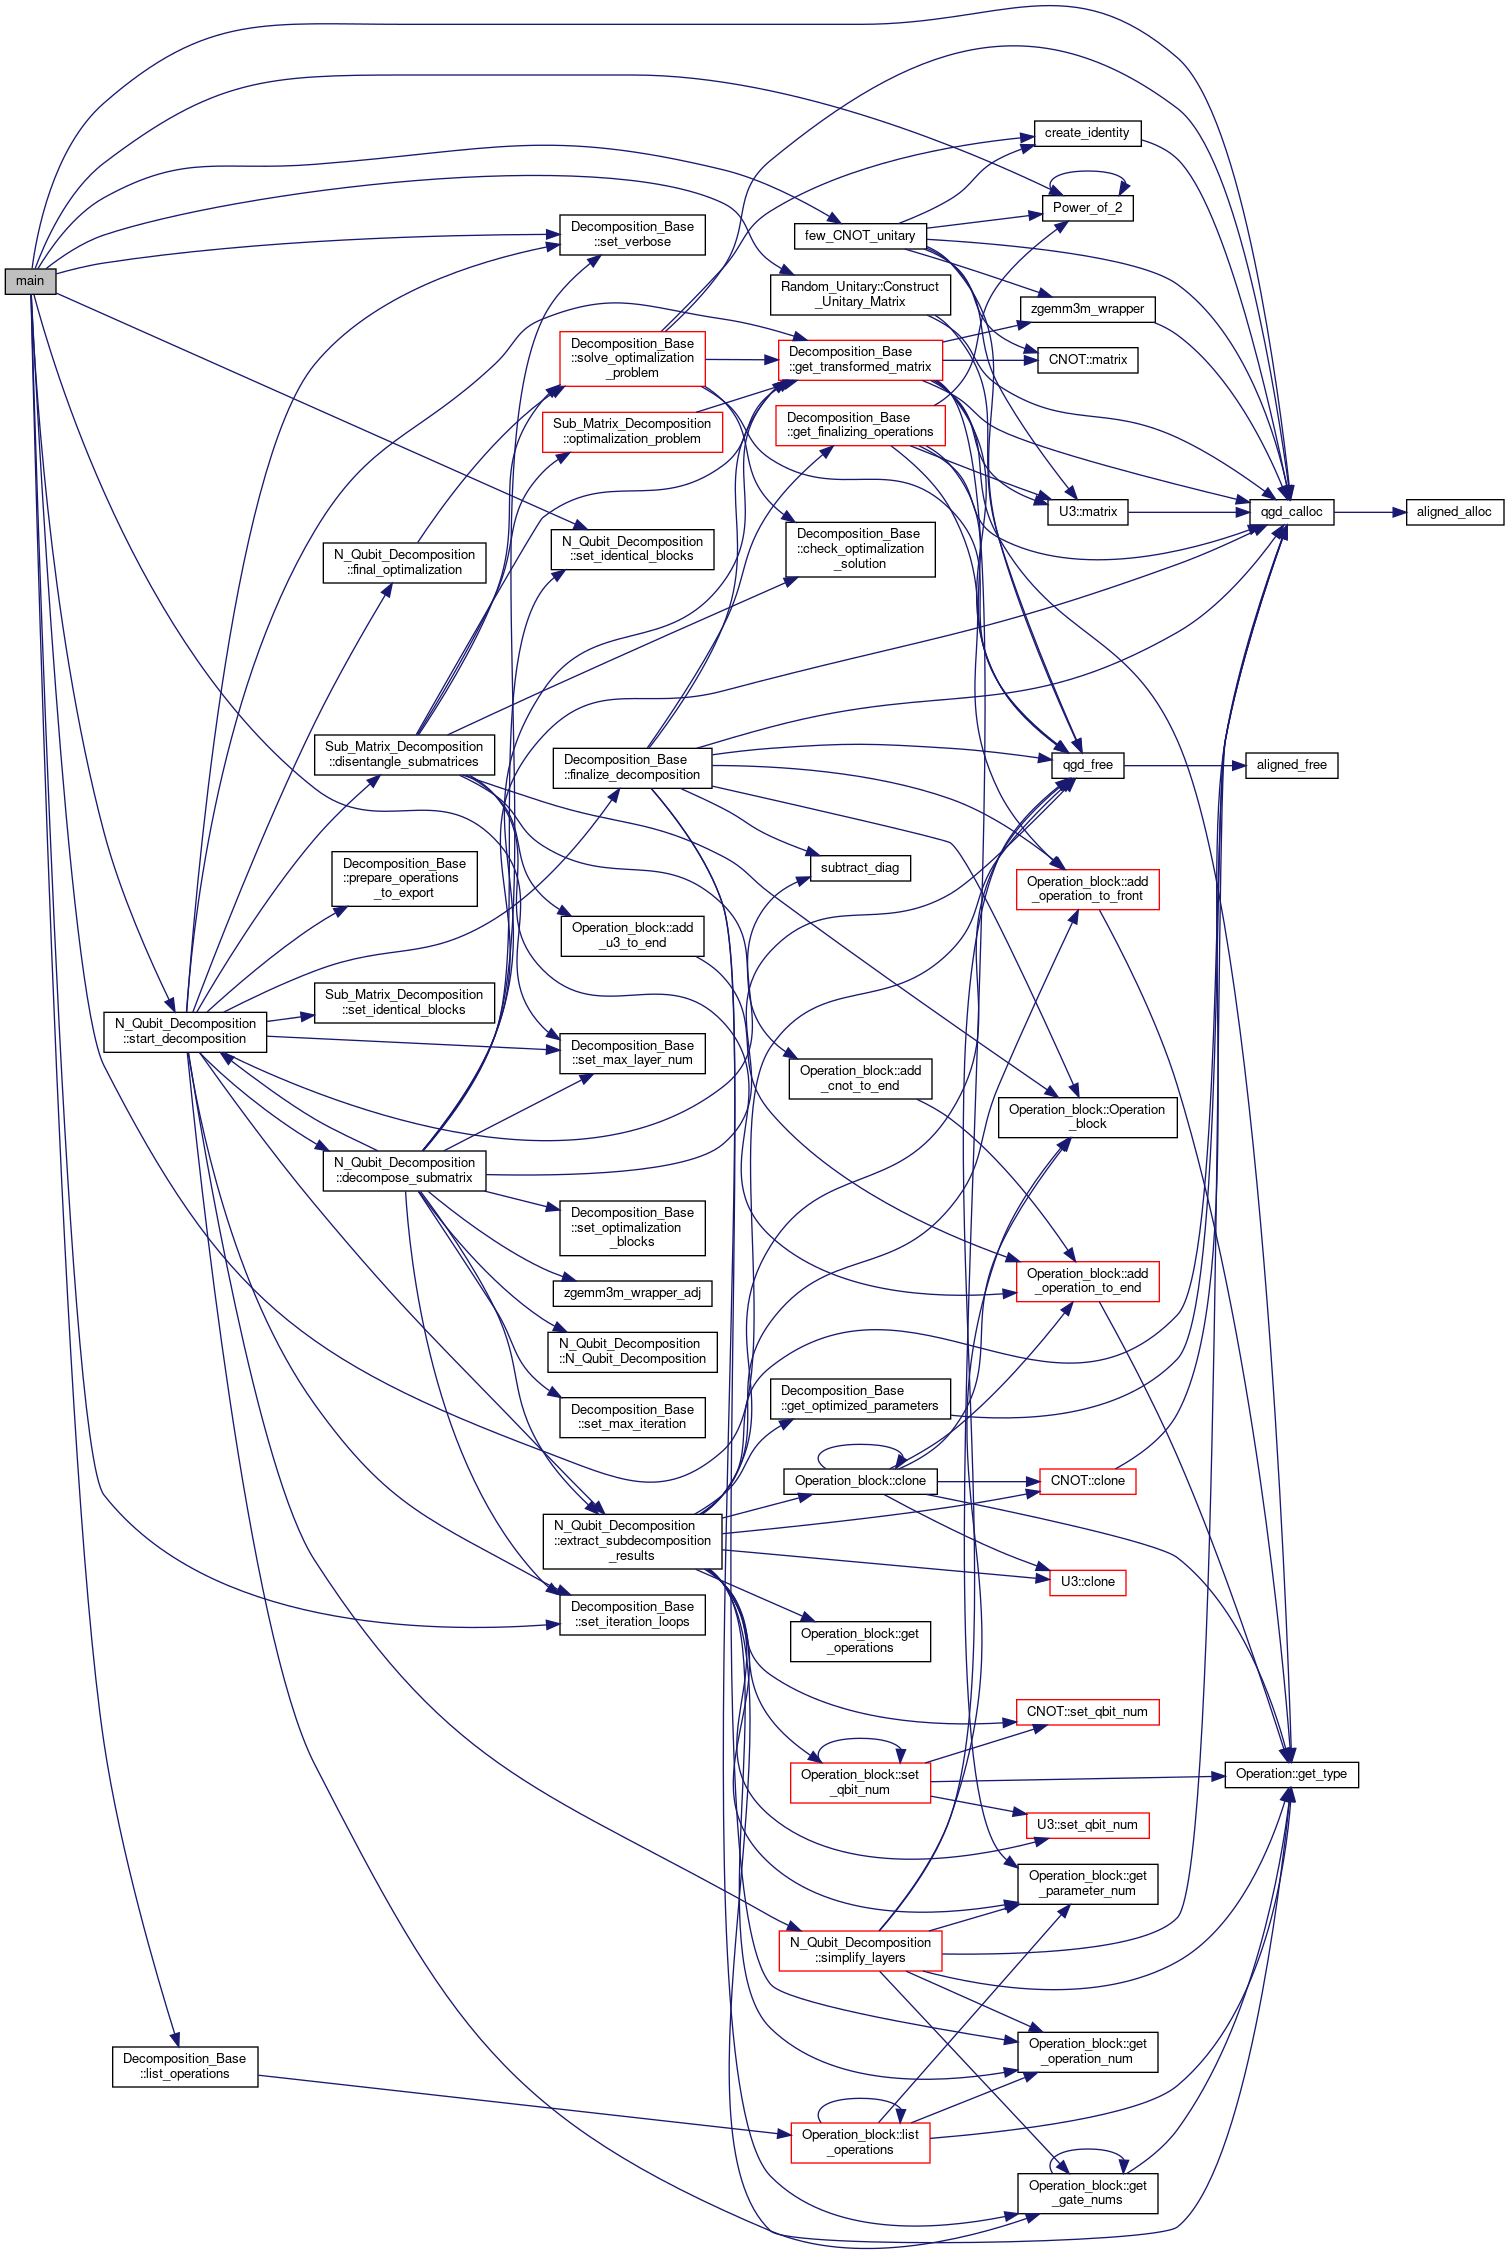 main
Decomposition_Base
::list_operations
N_Qubit_Decomposition
::start_decomposition
N_Qubit_Decomposition
::final_optimalization
Sub_Matrix_Decomposition
::disentangle_submatrices
Decomposition_Base
::prepare_operations
_to_export
Sub_Matrix_Decomposition
::set_identical_blocks
N_Qubit_Decomposition
::decompose_submatrix
Decomposition_Base
::set_verbose
Decomposition_Base
::solve_optimalization
_problem
Sub_Matrix_Decomposition
::optimalization_problem
N_Qubit_Decomposition
::set_identical_blocks
Decomposition_Base
::finalize_decomposition
Operation_block::add
_u3_to_end
Decomposition_Base
::set_max_layer_num
Decomposition_Base
::set_optimalization
_blocks
zgemm3m_wrapper_adj
N_Qubit_Decomposition
::N_Qubit_Decomposition
Decomposition_Base
::set_max_iteration
N_Qubit_Decomposition
::extract_subdecomposition
_results
Decomposition_Base
::set_iteration_loops
few_CNOT_unitary
Random_Unitary::Construct
_Unitary_Matrix
Decomposition_Base
::get_transformed_matrix
Decomposition_Base
::get_finalizing_operations
Decomposition_Base
::check_optimalization
_solution
subtract_diag
Operation_block::add
_cnot_to_end
Decomposition_Base
::get_optimized_parameters
Operation_block::clone
Operation_block::get
_operations
Operation_block::set
_qbit_num
N_Qubit_Decomposition
::simplify_layers
Operation_block::list
_operations
create_identity
Power_of_2
zgemm3m_wrapper
CNOT::matrix
U3::matrix
qgd_free
Operation_block::add
_operation_to_front
Operation_block::Operation
_block
Operation_block::add
_operation_to_end
CNOT::clone
U3::clone
CNOT::set_qbit_num
U3::set_qbit_num
Operation_block::get
_parameter_num
Operation_block::get
_operation_num
Operation_block::get
_gate_nums
qgd_calloc
aligned_free
Operation::get_type
aligned_alloc